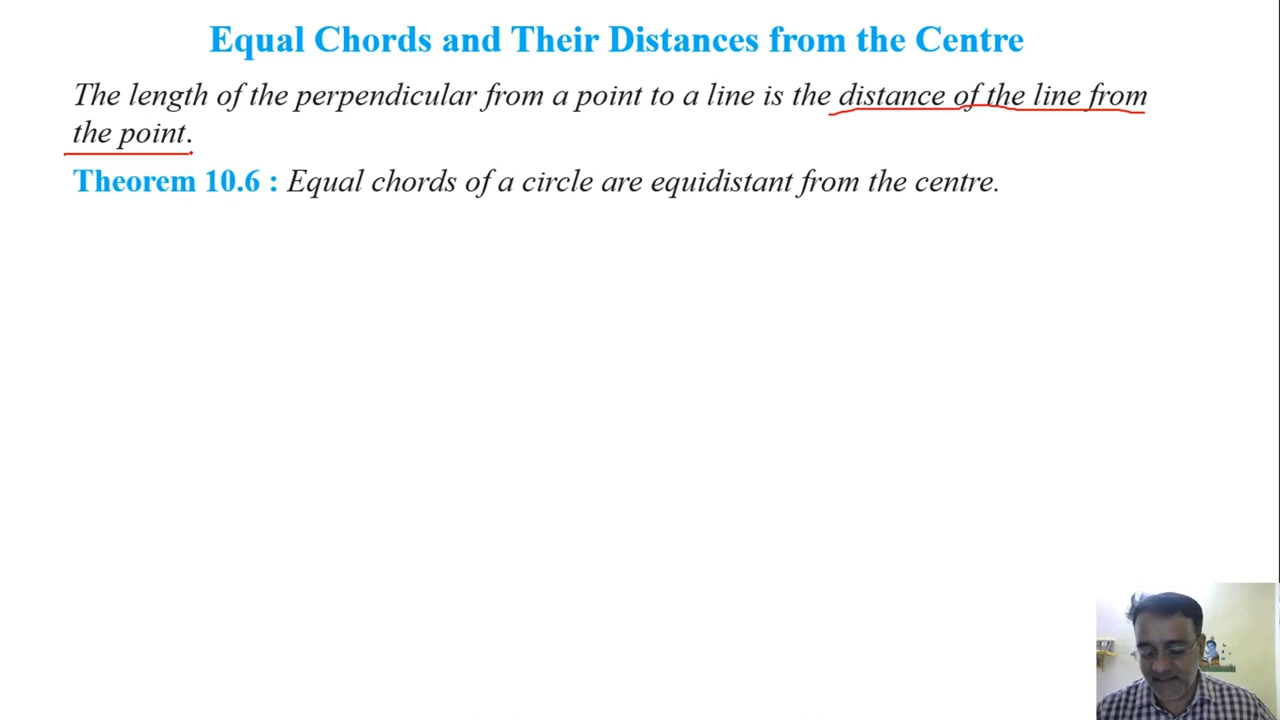 Equal Chords and Their Distances from the Centre
The length of the perpendicular from a point to a line is the distance of the line from
the point.
Theorem 10.6 : Equal chords of a circle are equidistant from the centre.